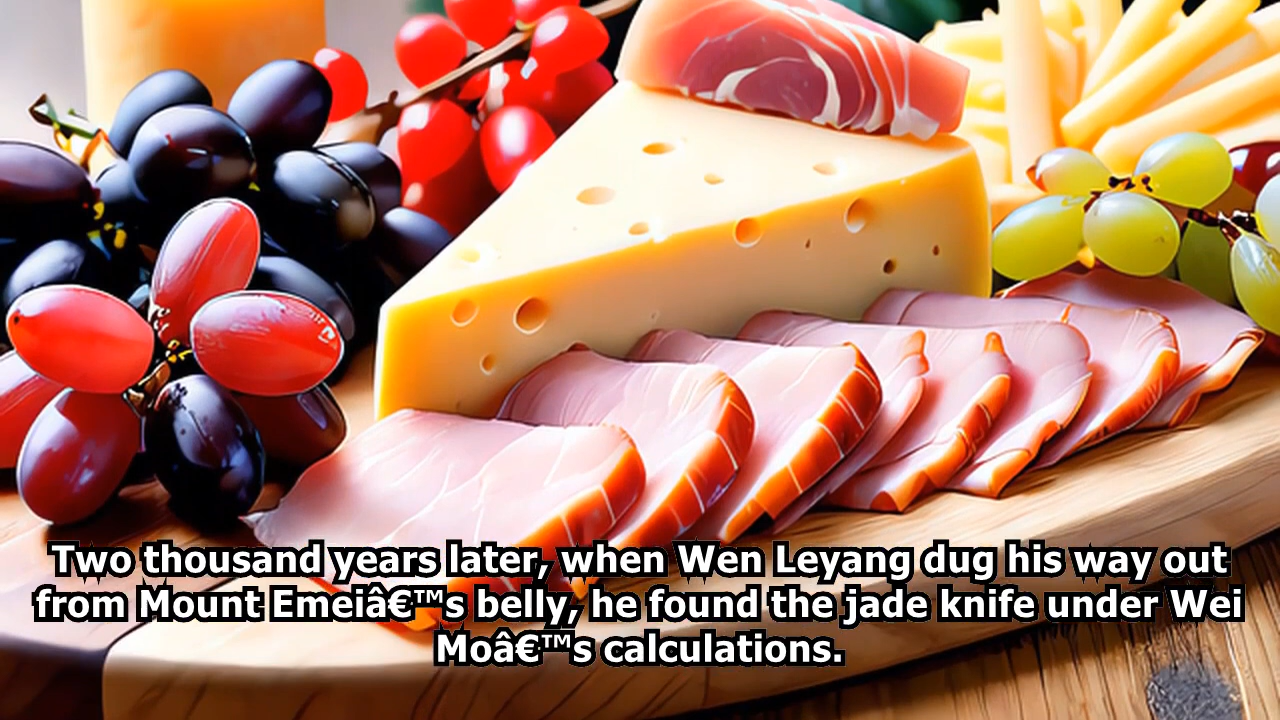 Two thousand years later, when Wen Leyang dug his way out
from Mount Emeiâ€™s belly, he found the jade knife under Wei
Moâ€™s calculations.